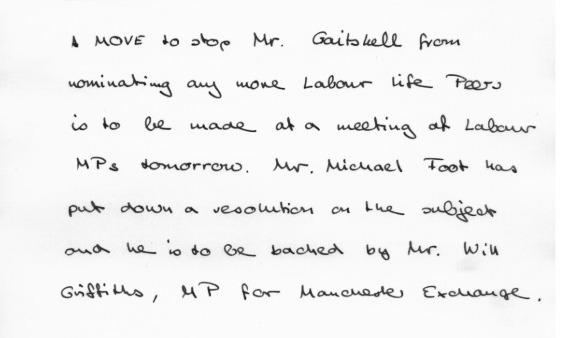 A MOVE to stop Mr. Gaitskell from
nominating any more Labour life Peers
is to be made at a meeting of Labour
MPs tomorrow. Mr. Michael Foot has
put down a resolution on the subject
and he is to be backed by Mr. Will
Griffiths, MP for Manchester Exchange.